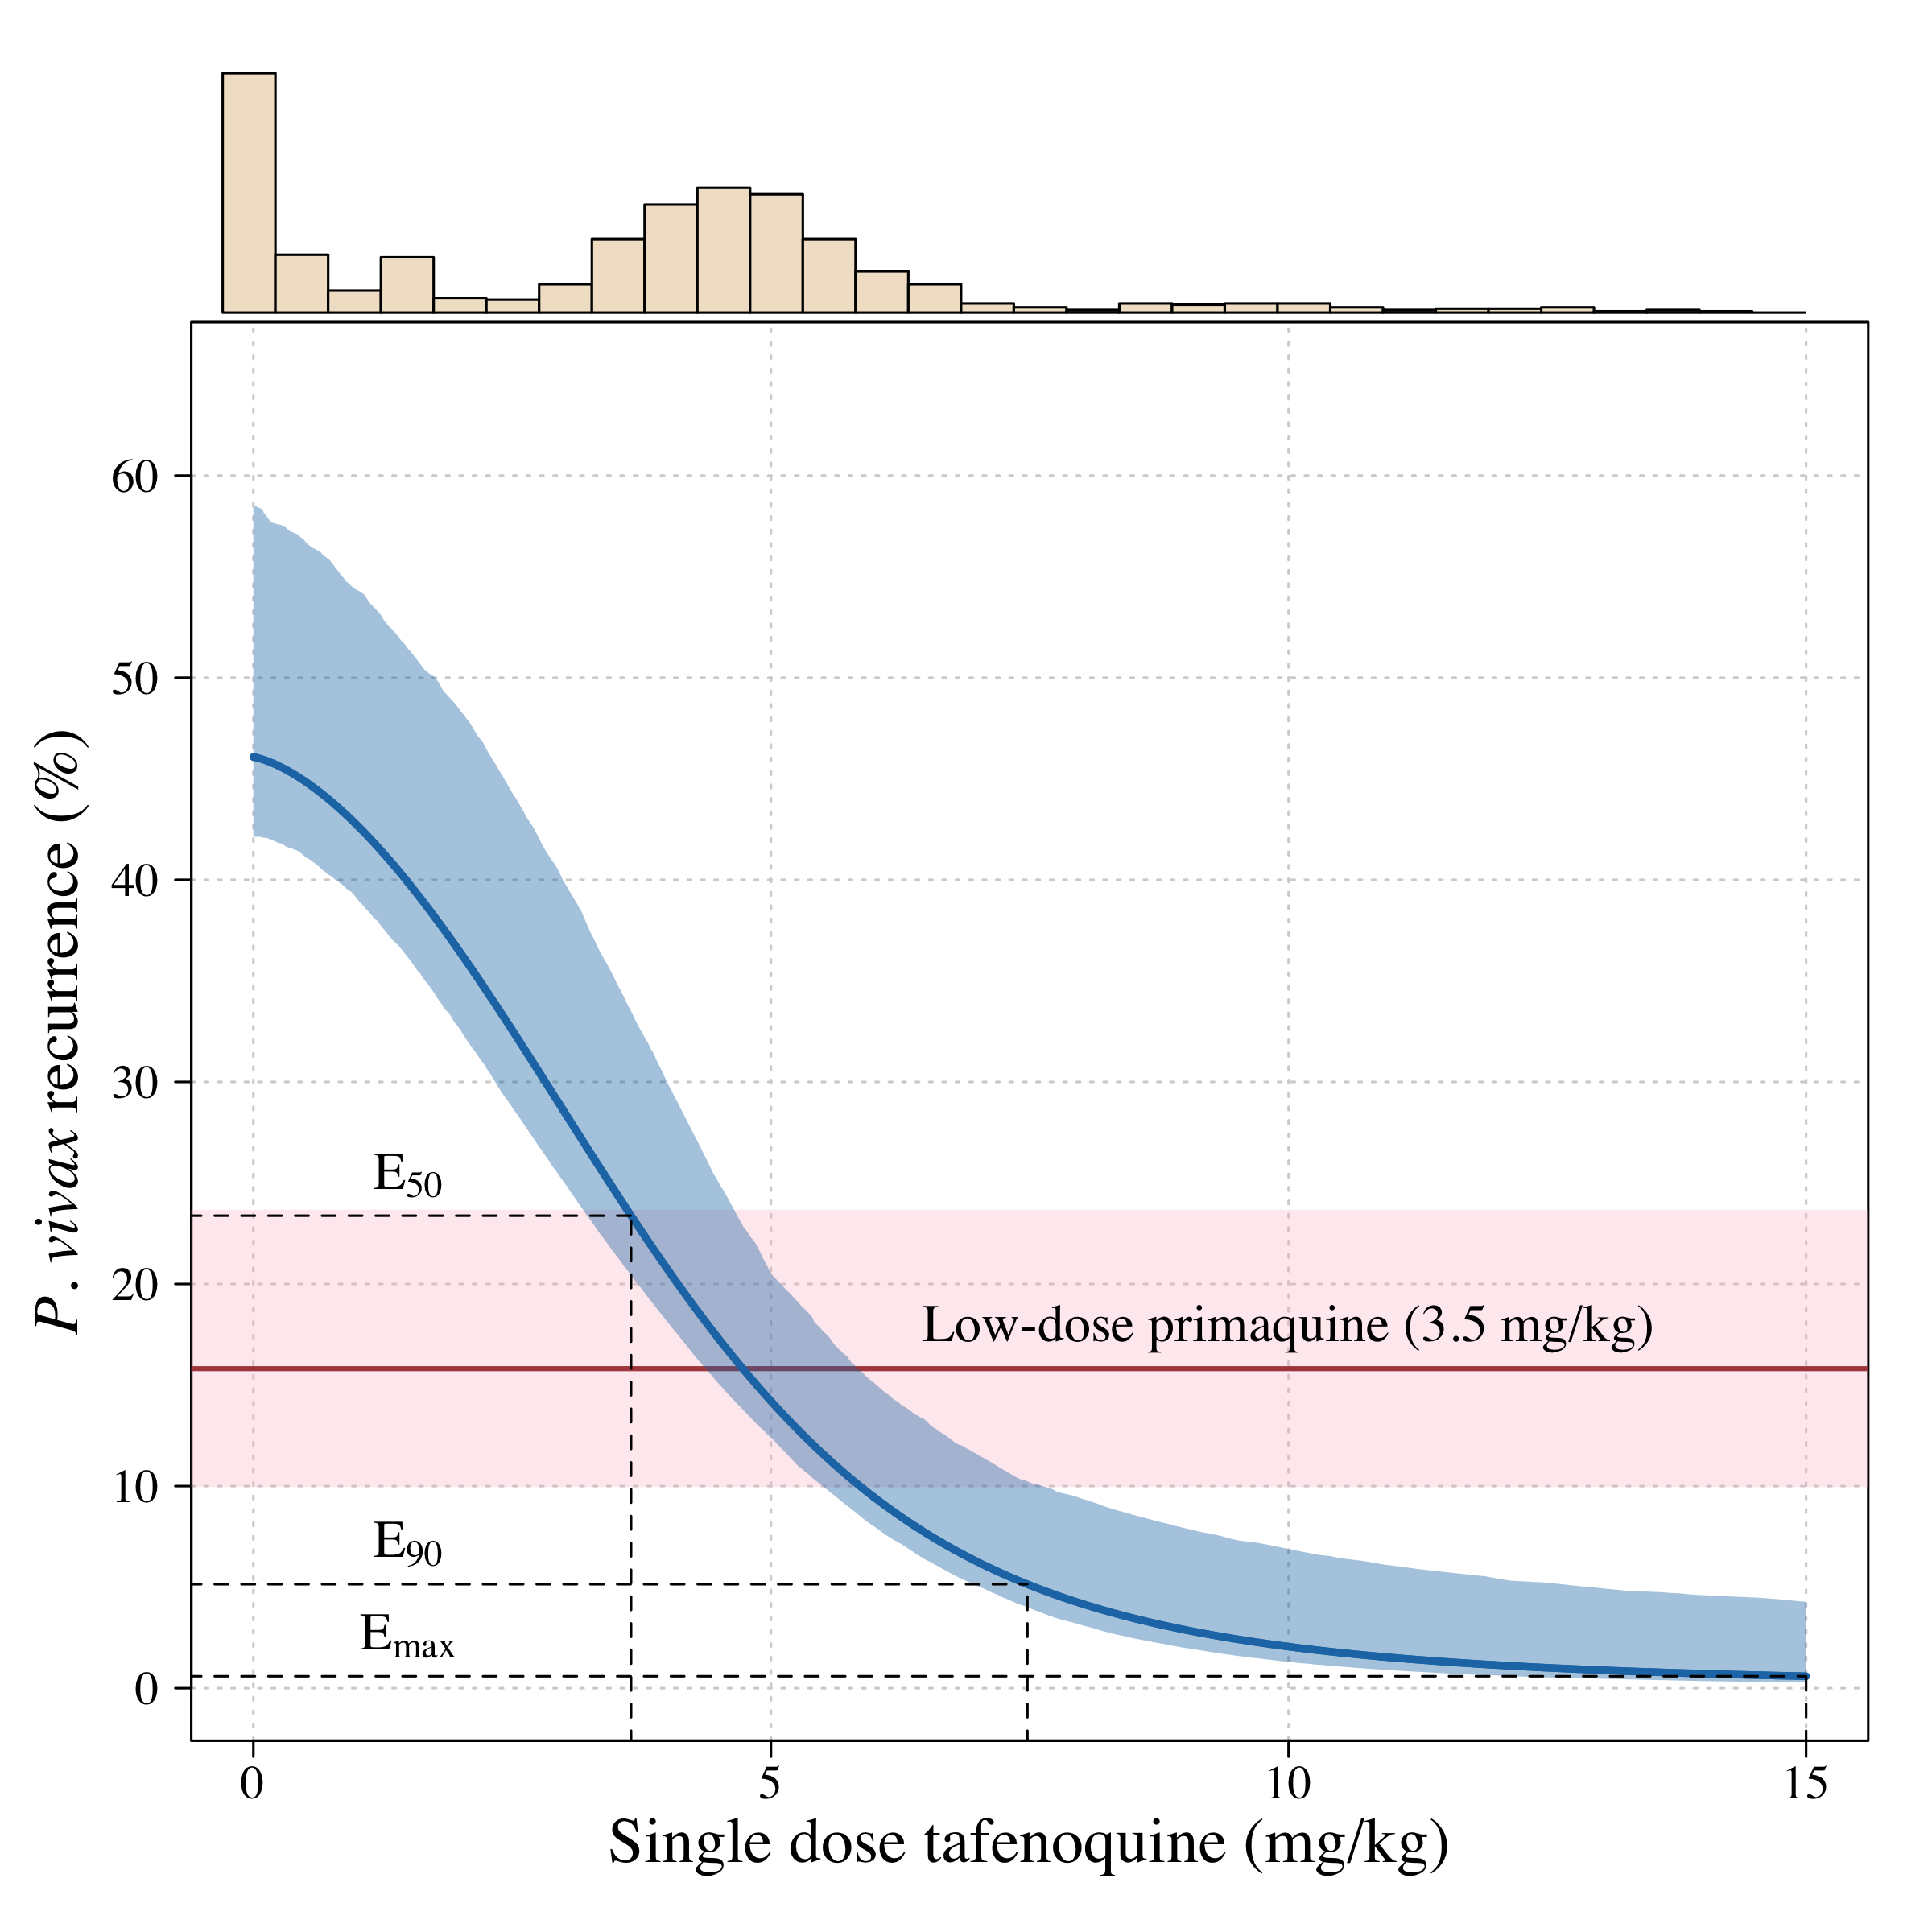 60
50
40
30
20
10
0
P. vivax recurrence (%)
E50
Low-dose primaquine (3.5 mg/kg)
E90
Emax
0 5 10 15
Single dose tafenoquine (mg/kg)